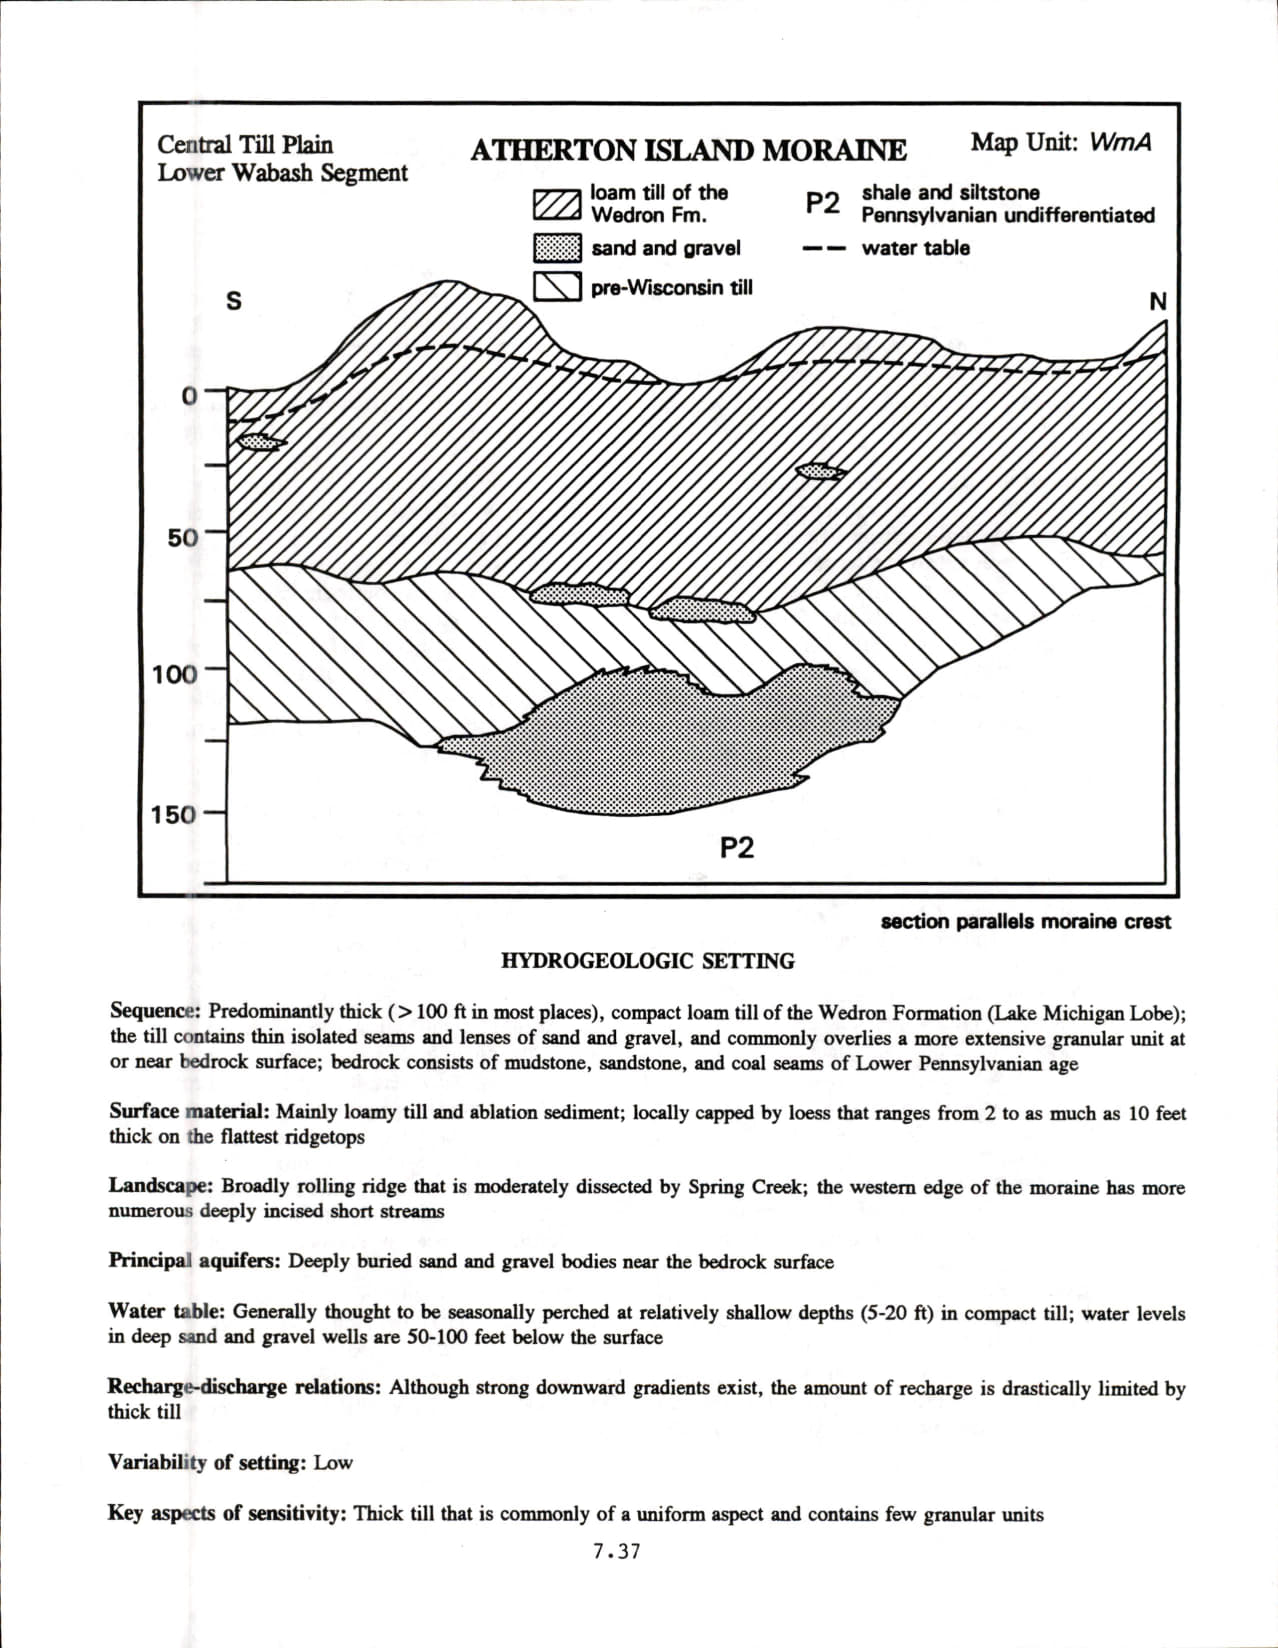 Central Till Plain
Lower Wabash Segment
ATHERTON ISLAND MORAINE
Map Unit: WmA
loam till of the
Wedron Fm.
sand and gravel
pre-Wisconsin till
P2
shale and siltstone
Pennsylvanian undifferentiated
water table
S
N
0
50
100
150
P2
section parallels moraine crest
HYDROGEOLOGIC SETTING
Sequence: Predominantly thick (> 100 ft in most places), compact loam till of the Wedron Formation (Lake Michigan Lobe);
the till contains thin isolated seams and lenses of sand and gravel, and commonly overlies a more extensive granular unit at
or near bedrock surface; bedrock consists of mudstone, sandstone, and coal seams of Lower Pennsylvanian age
Surface material: Mainly loamy till and ablation sediment; locally capped by loess that ranges from 2 to as much as 10 feet
thick on the flattest ridgetops
Landscape: Broadly rolling ridge that is moderately dissected by Spring Creek; the western edge of the moraine has more
numerous deeply incised short streams
Principal aquifers: Deeply buried sand and gravel bodies near the bedrock surface
Water table: Generally thought to be seasonally perched at relatively shallow depths (5-20 ft) in compact till; water levels
in deep sand and gravel wells are 50-100 feet below the surface
Recharge-discharge relations: Although strong downward gradients exist, the amount of recharge is drastically limited by
thick till
Variability of setting: Low
Key aspects of sensitivity: Thick till that is commonly of a uniform aspect and contains few granular units
7.37